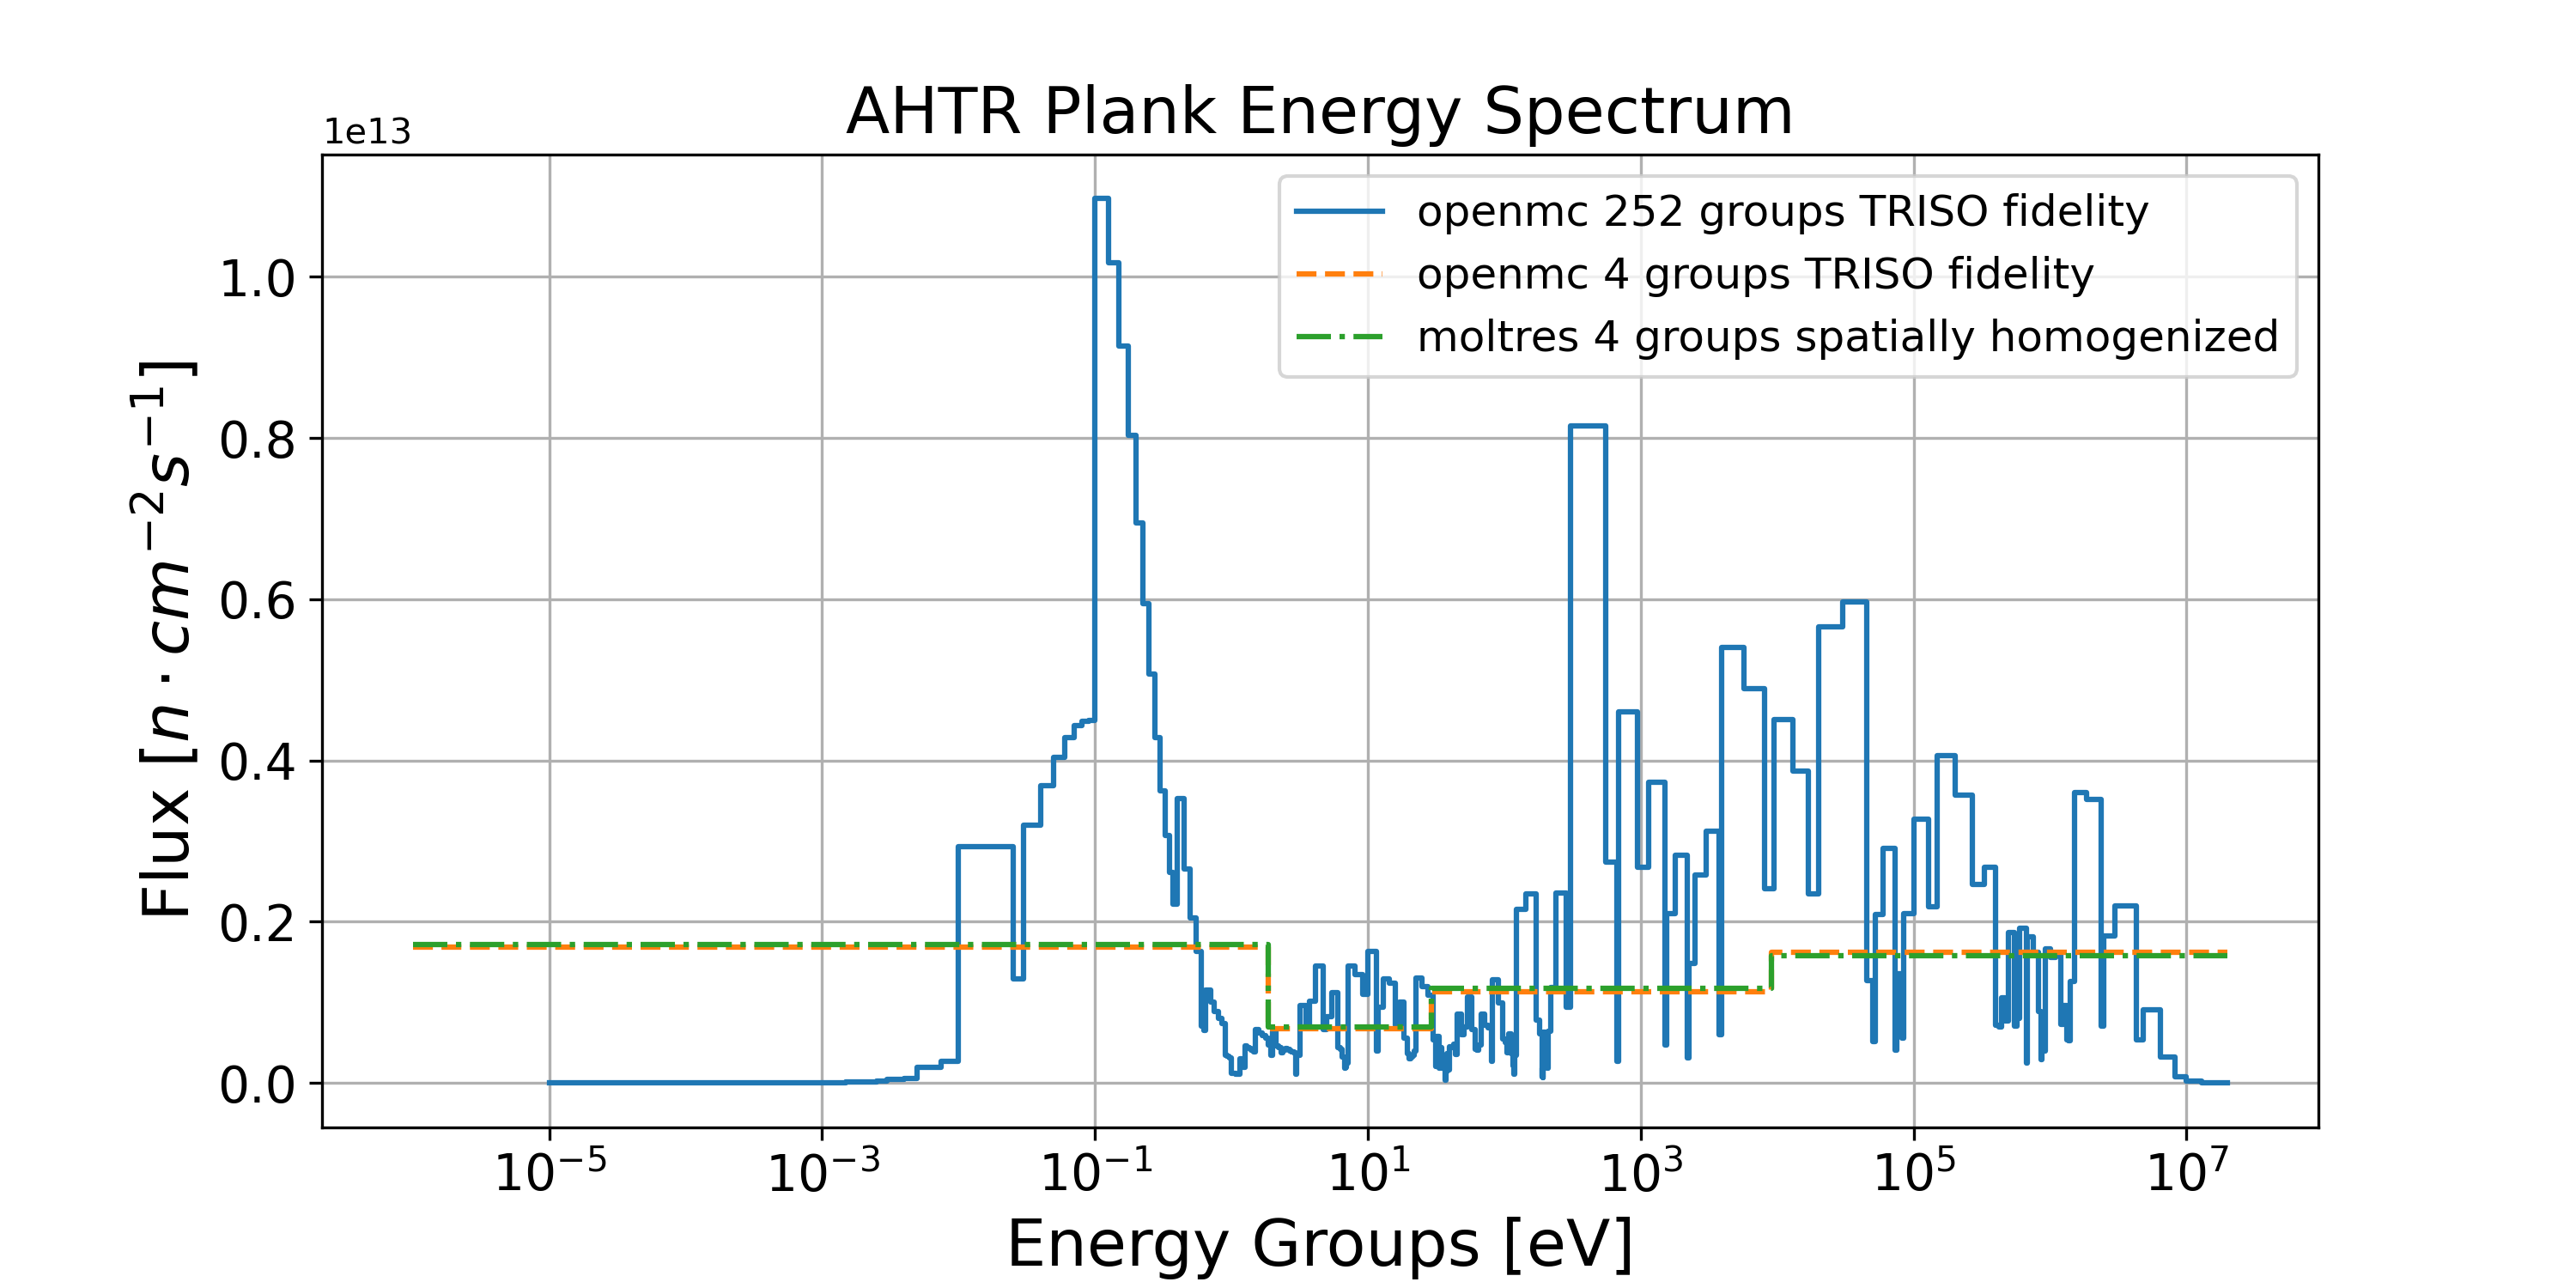 AHTR Plank Energy Spectrum
1e13
openmc 252 groups TRISO fidelity
openmc 4 groups TRISO fidelity
moltres 4 groups spatially homogenized
1.0
0.8
0.6
0.4
0.2
0.0
Flux [n · cm⁻²s⁻¹]
10⁻⁵ 10⁻³ 10⁻¹ 10¹ 10³ 10⁵ 10⁷
Energy Groups [eV]